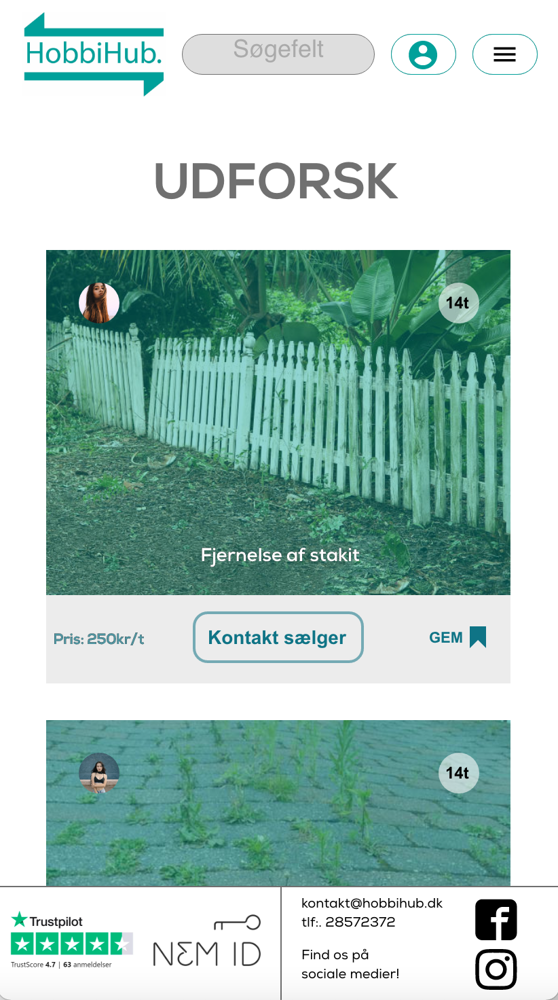 HobbiHub.
Søgefelt
UDFORSK
14t
Fjernelse af stakit
Pris: 250kr/t
Kontakt sælger
GEM
14t
Trustpilot
TrustScore 4.7 | 63 anmeldelser
NEM ID
kontakt@hobbihub.dk
tlf:. 28572372
Find os på
sociale medier!